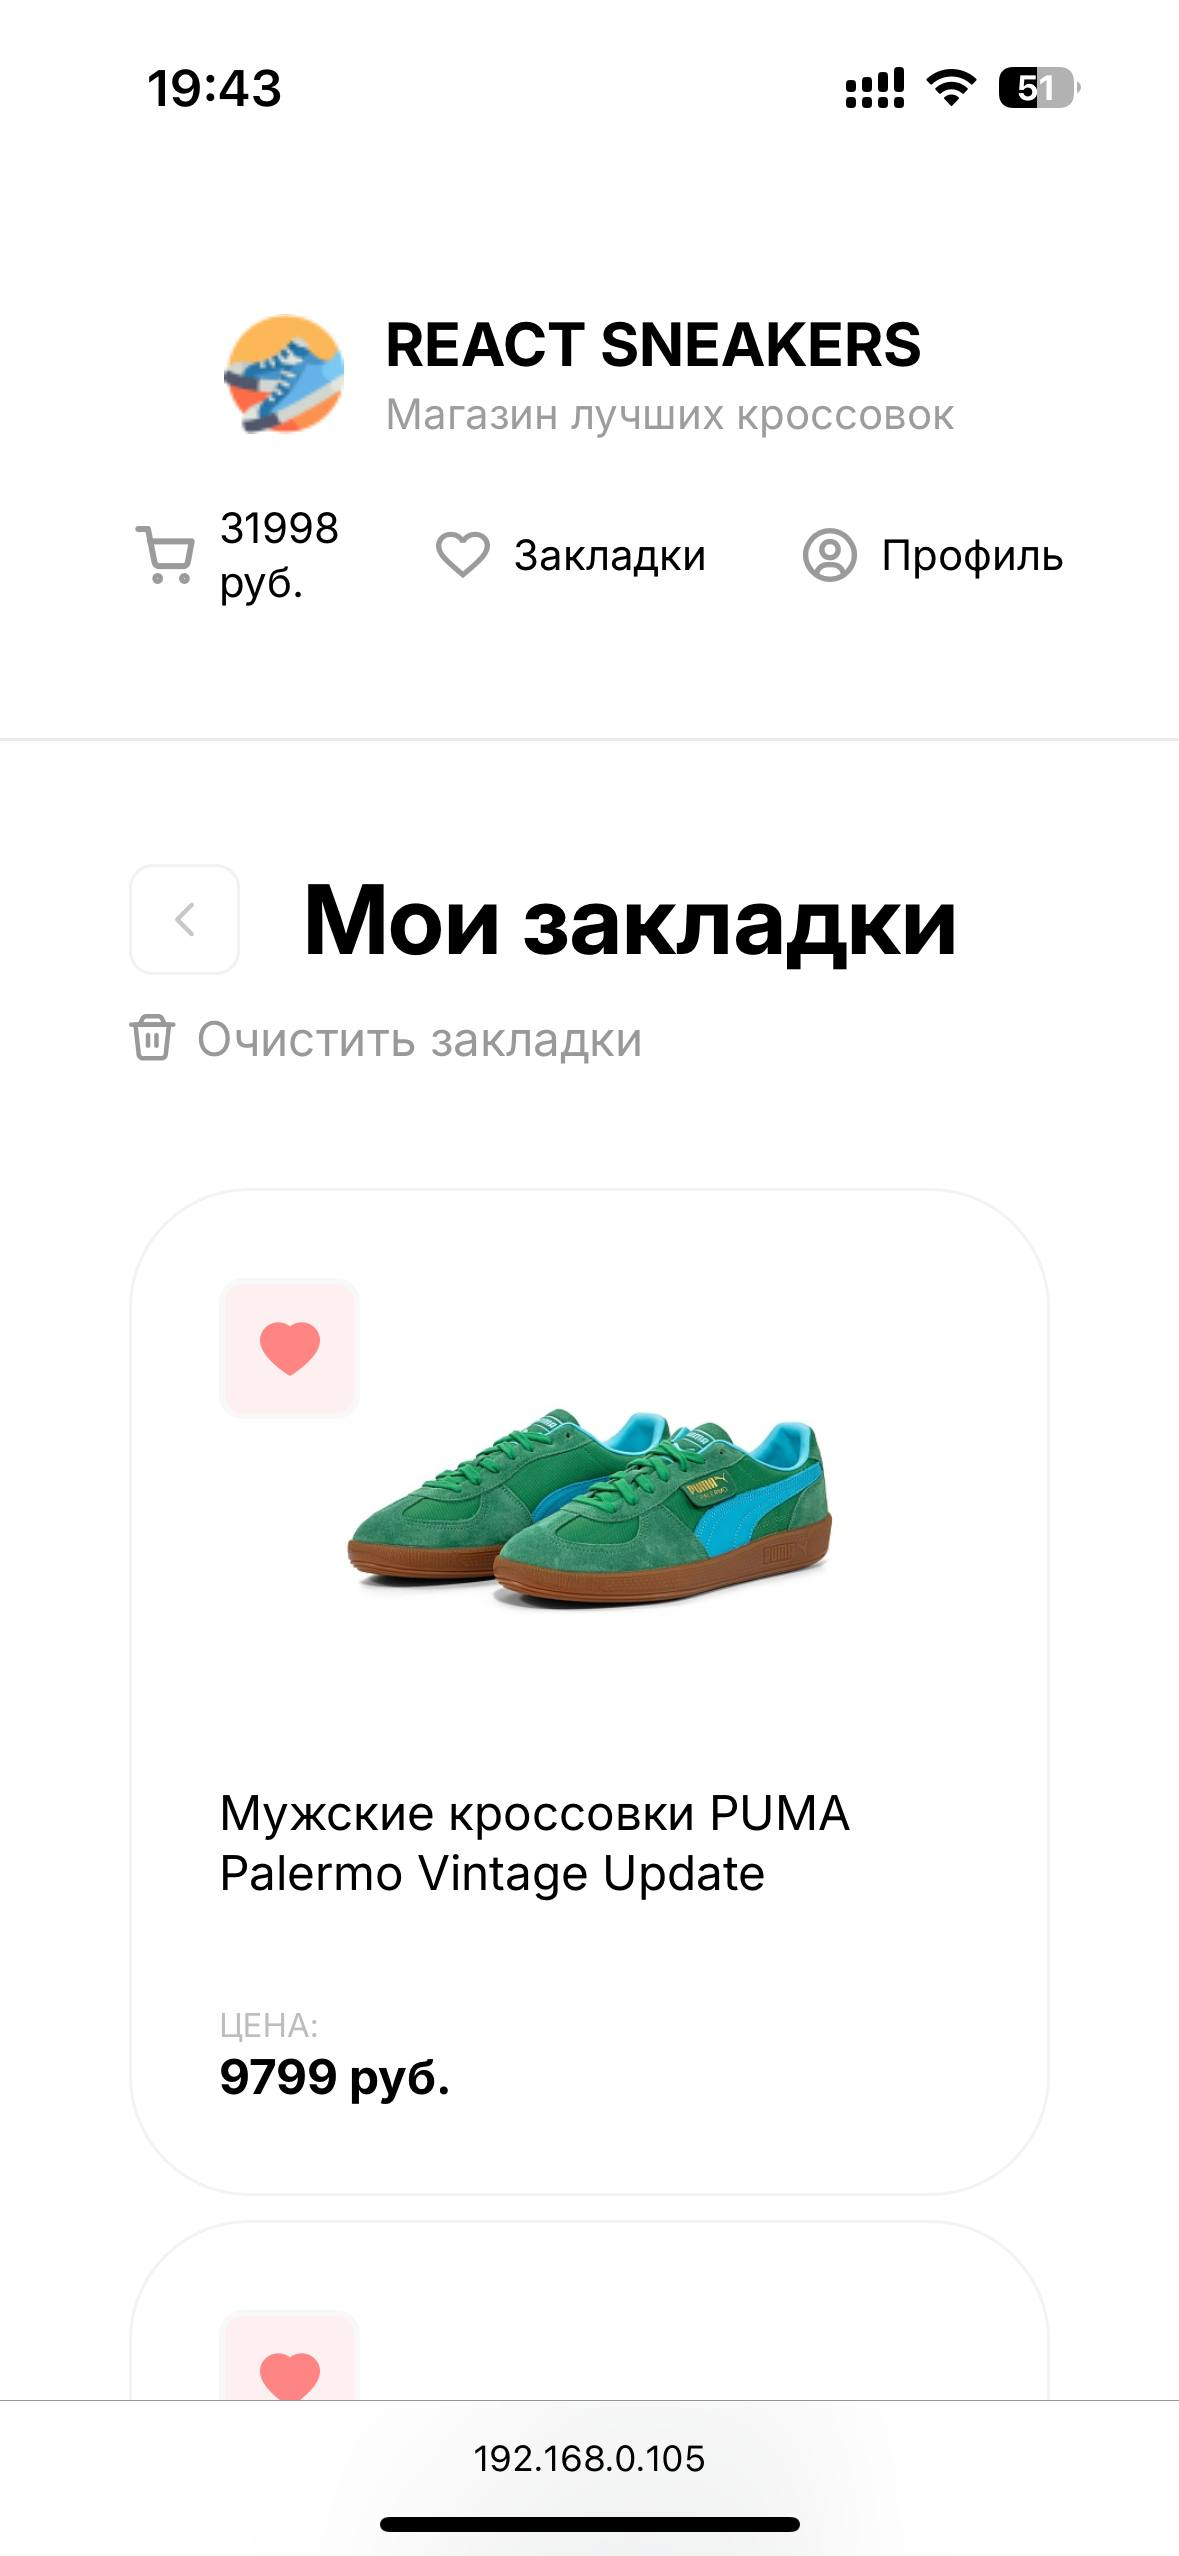 19:43
51
REACT SNEAKERS
Магазин лучших кроссовок
31998
руб.
Закладки
Профиль
Мои закладки
Очистить закладки
PUMA
Мужские кроссовки PUMA
Palermo Vintage Update
ЦЕНА:
9799 руб.
192.168.0.105